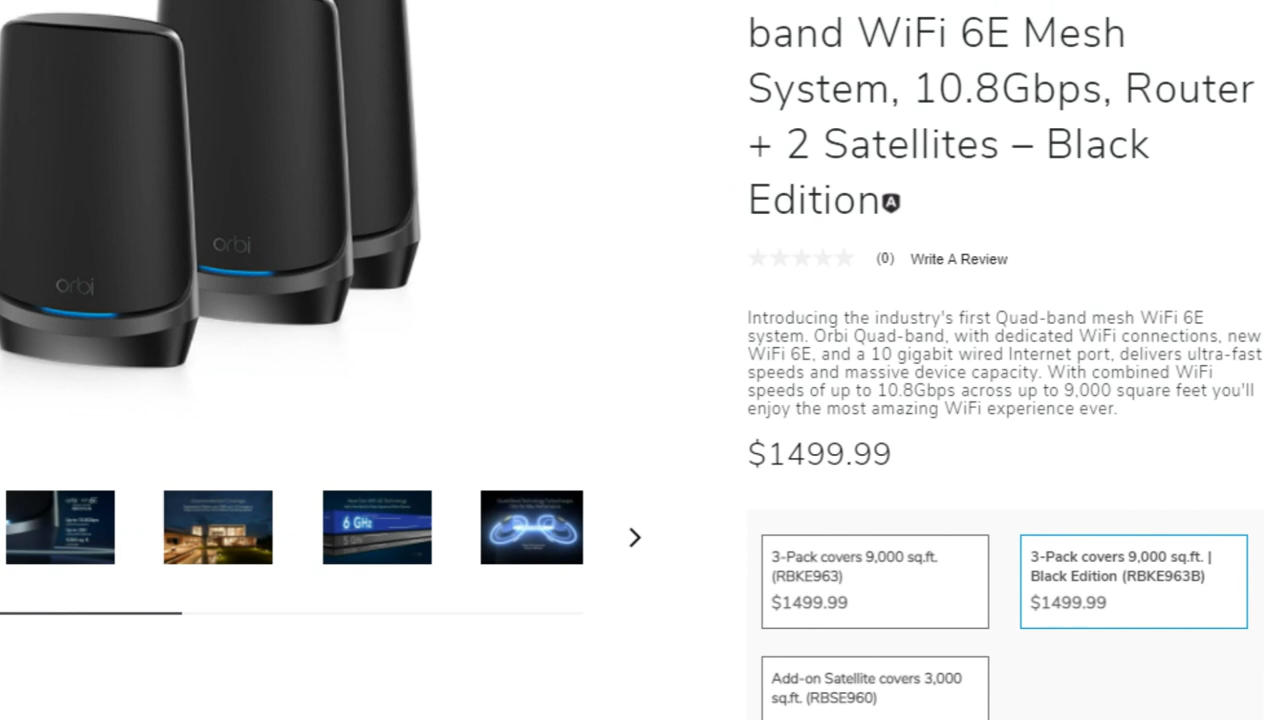 band WiFi 6E Mesh
System, 10.8Gbps, Router
+ 2 Satellites – Black
Edition
A
(0) Write A Review
Introducing the industry's first Quad-band mesh WiFi 6E
system. Orbi Quad-band, with dedicated WiFi connections, new
WiFi 6E, and a 10 gigabit wired Internet port, delivers ultra-fast
speeds and massive device capacity. With combined WiFi
speeds of up to 10.8Gbps across up to 9,000 square feet you'll
enjoy the most amazing WiFi experience ever.
$1499.99
3-Pack covers 9,000 sq.ft.
(RBKE963)
$1499.99
3-Pack covers 9,000 sq.ft. |
Black Edition (RBKE963B)
$1499.99
Add-on Satellite covers 3,000
sq.ft. (RBSE960)
orbi
orbi
6 GHz
5 GHz